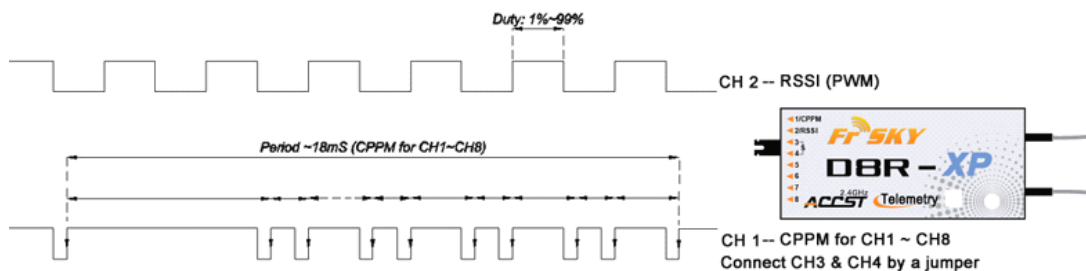 Duty: 1%~99%
CH 2 -- RSSI (PWM)
Period ~18mS (CPPM for CH1~CH8)
1/CPPM
2/RSSI
3
4
5
6
7
8
FrSKY
D8R-XP
2.4GHz
ACCST Telemetry
CH 1-- CPPM for CH1 ~ CH8
Connect CH3 & CH4 by a jumper